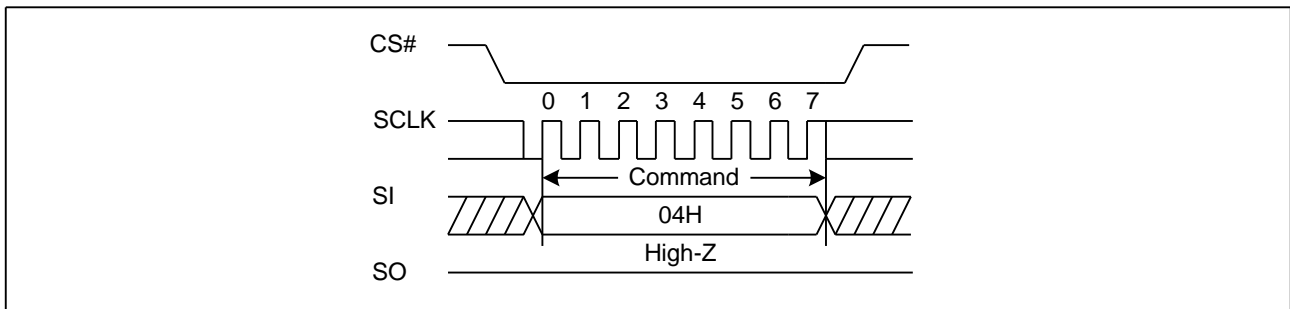 CS#
0 1 2 3 4 5 6 7
SCLK
Command
SI
04H
High-Z
SO